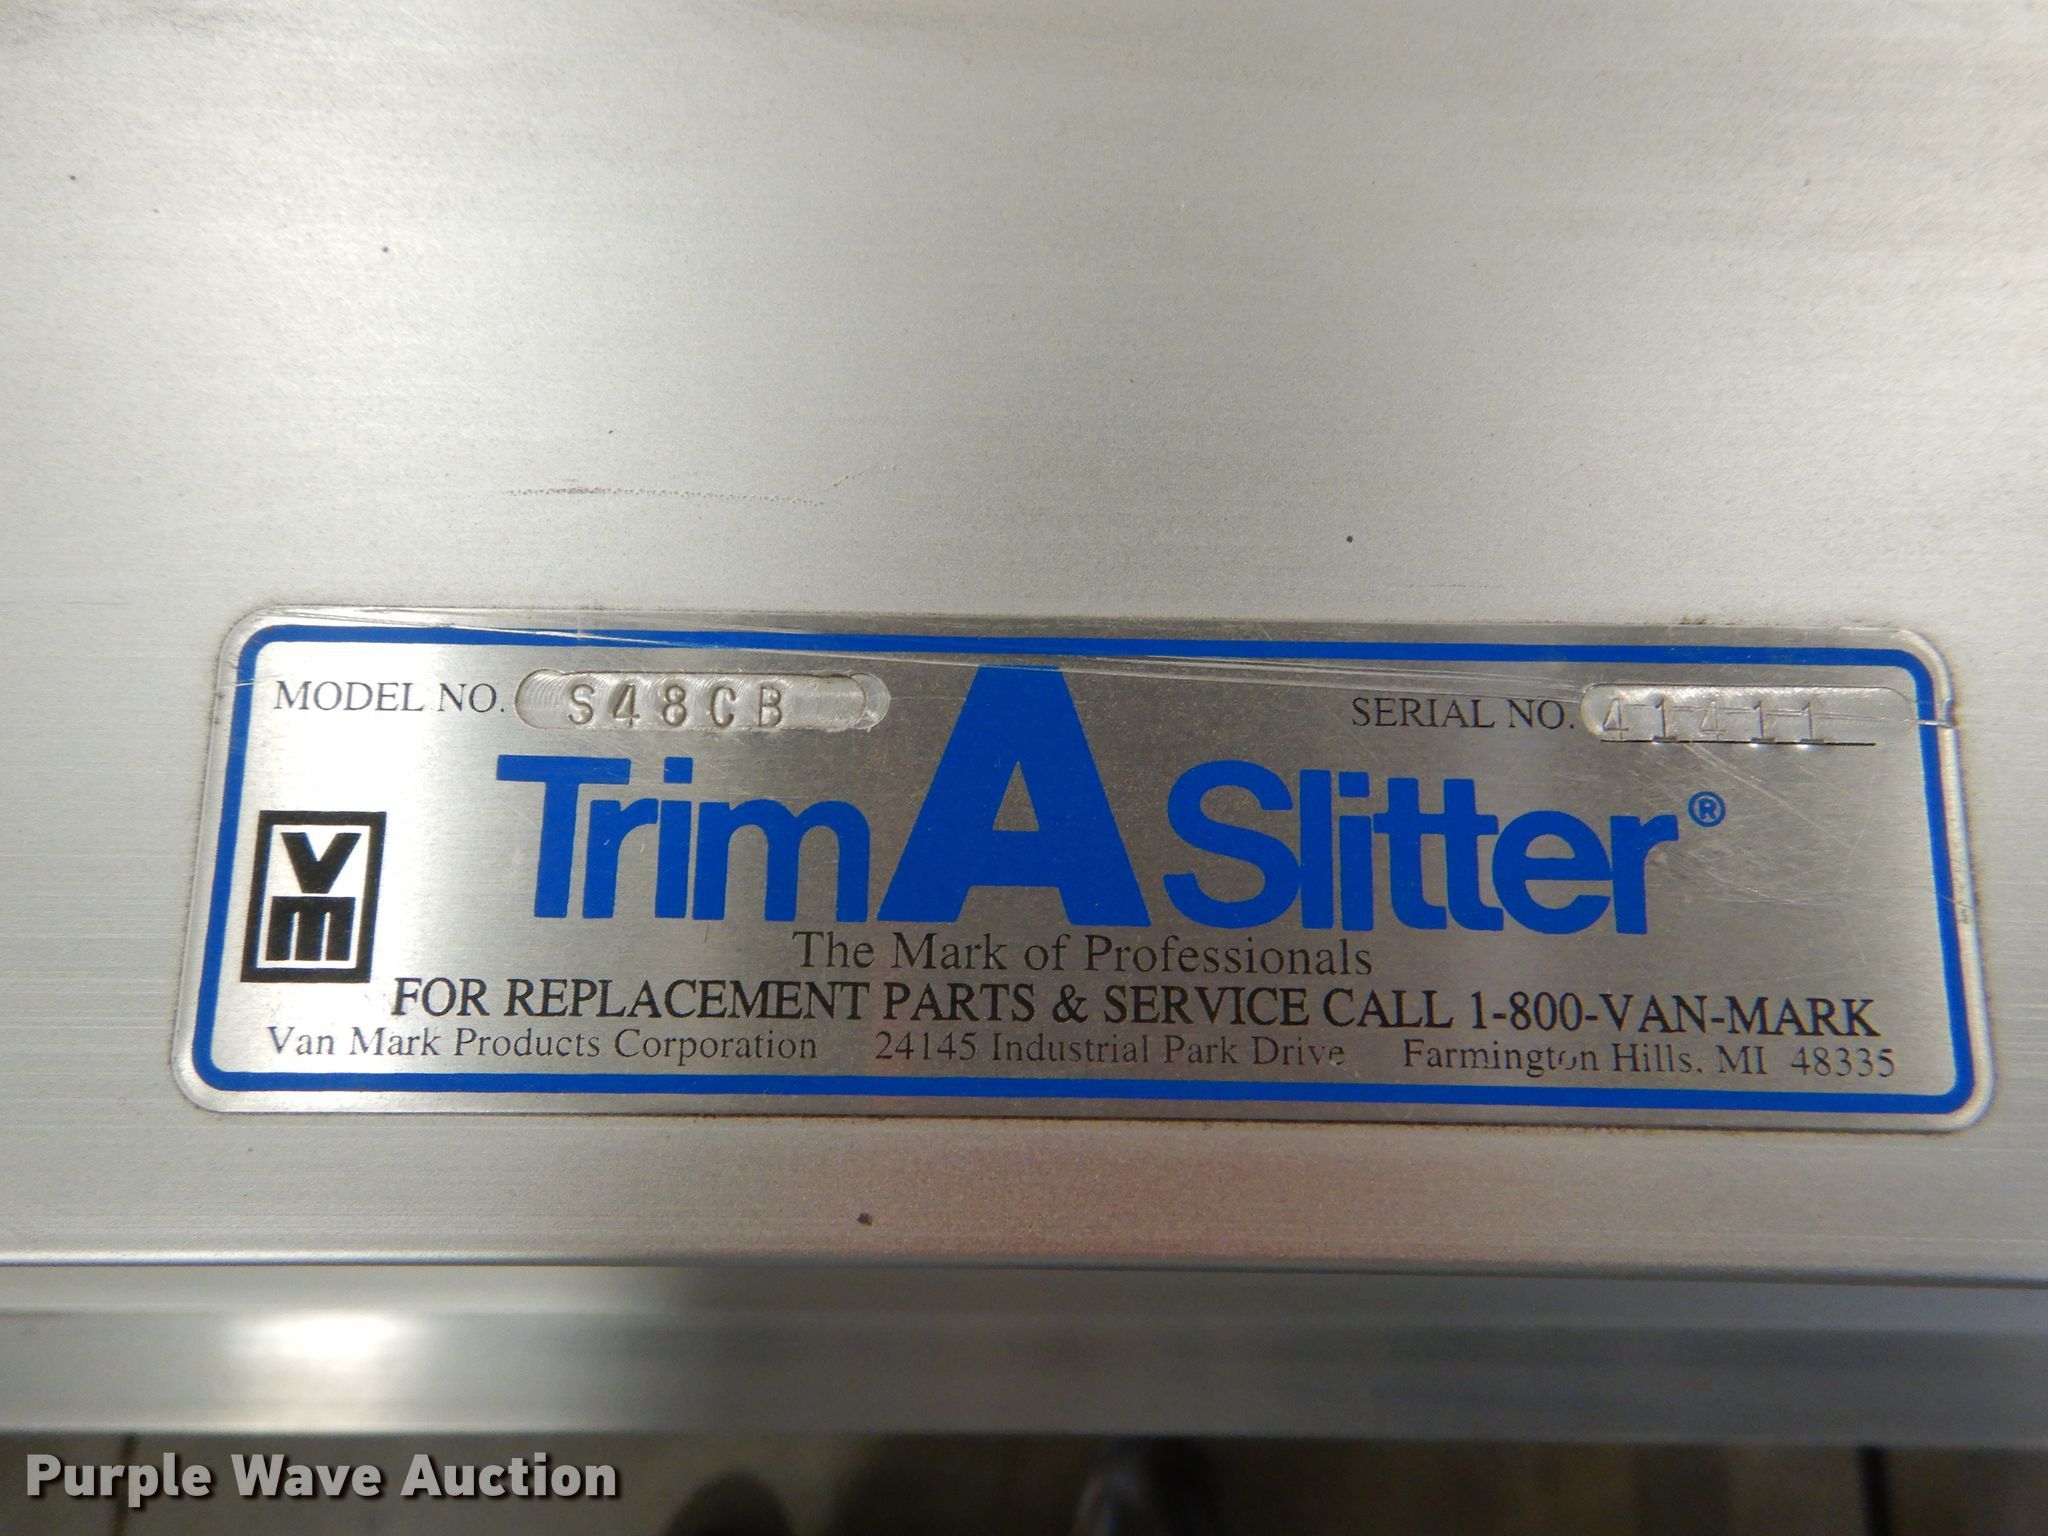 MODEL NO. S48CB SERIAL NO. 41411
Trim A Slitter®
vm
The Mark of Professionals
FOR REPLACEMENT PARTS & SERVICE CALL 1-800-VAN-MARK
Van Mark Products Corporation 24145 Industrial Park Drive Farmington Hills, MI 48335
Purple Wave Auction